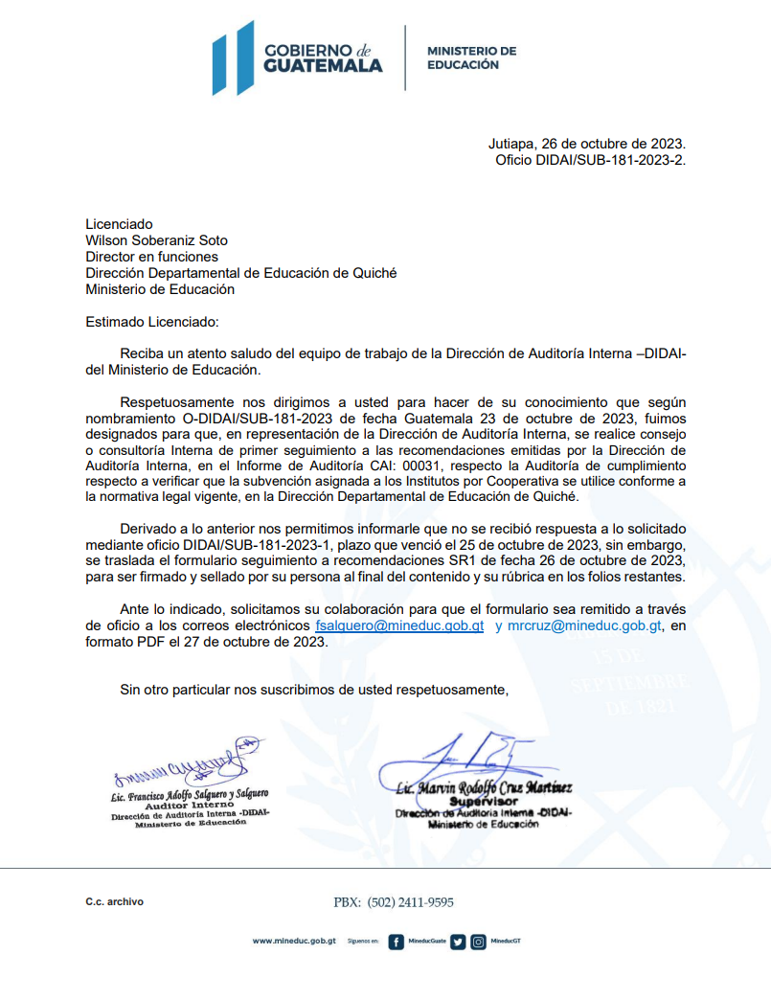 GOBIERNO de
GUATEMALA
MINISTERIO DE
EDUCACIÓN
Jutiapa, 26 de octubre de 2023.
Oficio DIDAI/SUB-181-2023-2.
Licenciado
Wilson Soberaniz Soto
Director en funciones
Dirección Departamental de Educación de Quiché
Ministerio de Educación
Estimado Licenciado:
Reciba un atento saludo del equipo de trabajo de la Dirección de Auditoría Interna –DIDAI-
del Ministerio de Educación.
Respetuosamente nos dirigimos a usted para hacer de su conocimiento que según
nombramiento O-DIDAI/SUB-181-2023 de fecha Guatemala 23 de octubre de 2023, fuimos
designados para que, en representación de la Dirección de Auditoría Interna, se realice consejo
o consultoría Interna de primer seguimiento a las recomendaciones emitidas por la Dirección de
Auditoría Interna, en el Informe de Auditoría CAI: 00031, respecto la Auditoría de cumplimiento
respecto a verificar que la subvención asignada a los Institutos por Cooperativa se utilice conforme a
la normativa legal vigente, en la Dirección Departamental de Educación de Quiché.
Derivado a lo anterior nos permitimos informarle que no se recibió respuesta a lo solicitado
mediante oficio DIDAI/SUB-181-2023-1, plazo que venció el 25 de octubre de 2023, sin embargo,
se traslada el formulario seguimiento a recomendaciones SR1 de fecha 26 de octubre de 2023,
para ser firmado y sellado por su persona al final del contenido y su rúbrica en los folios restantes.
Ante lo indicado, solicitamos su colaboración para que el formulario sea remitido a través
de oficio a los correos electrónicos fsalguero@mineduc.gob.gt y mrcruz@mineduc.gob.gt, en
formato PDF el 27 de octubre de 2023.
15 DE
SEPTIEMBRE
DE 1821
Sin otro particular nos suscribimos de usted respetuosamente,
Lic. Francisco Adolfo Salguero y Salguero
Auditor Interno
Dirección de Auditoría Interna -DIDAI-
Ministerio de Educación
Lic. Marvin Rodolfo Cruz Martínez
Supervisor
Dirección de Auditoría Interna -DIDAI-
Ministerio de Educación
C.c. archivo
PBX: (502) 2411-9595
www.mineduc.gob.gt Síguenos en: MineducGuate MineducGT